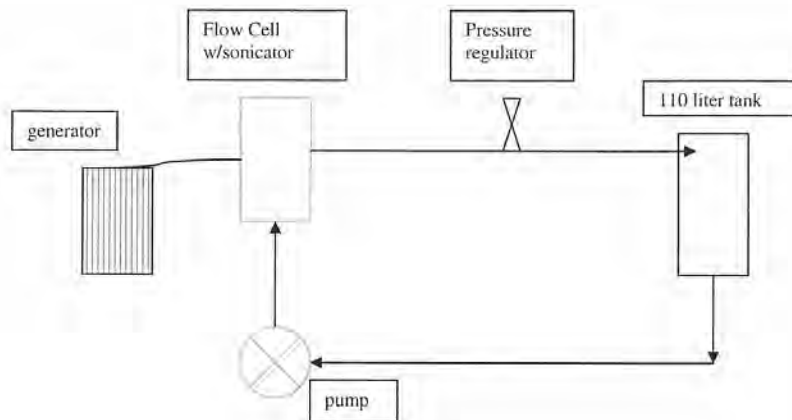 Flow Cell
w/sonicator
Pressure
regulator
110 liter tank
generator
pump